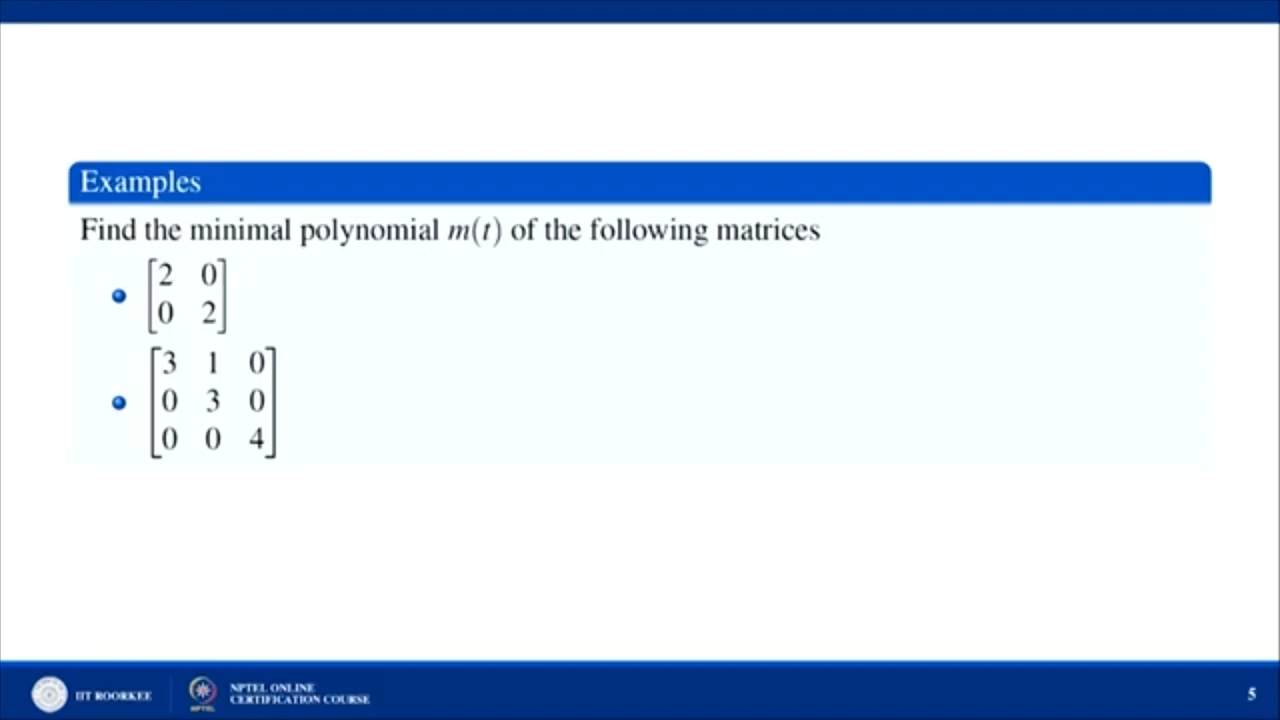 Examples
Find the minimal polynomial m(t) of the following matrices
[2 0]
[0 2]
[3 1 0]
[0 3 0]
[0 0 4]
IIT ROORKEE
NPTEL
NPTEL ONLINE
CERTIFICATION COURSE
5